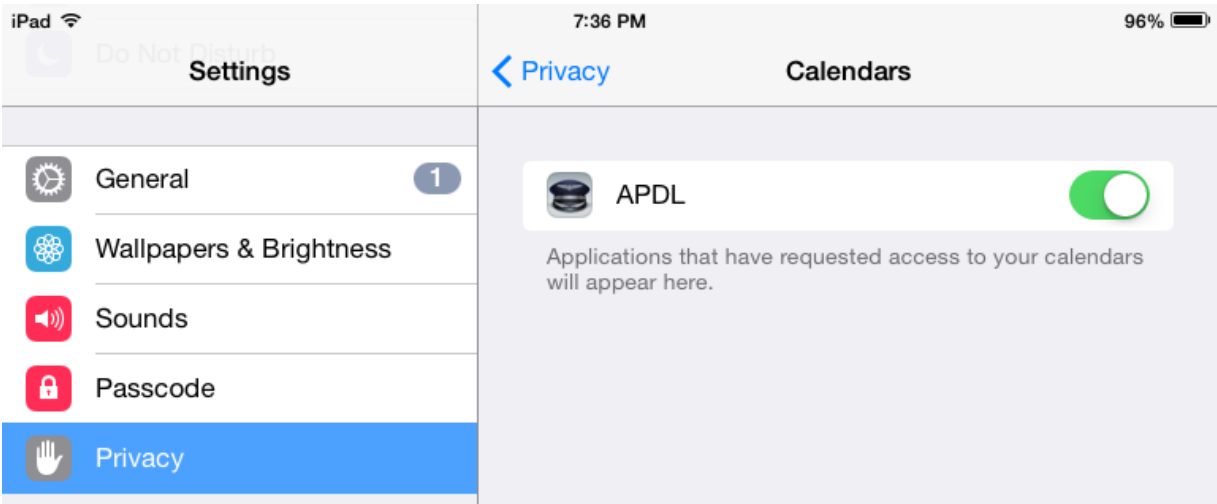 iPad 7:36 PM 96%
Do Not Disturb
Settings
Privacy Calendars
General 1
Wallpapers & Brightness
Sounds
Passcode
Privacy
APDL
Applications that have requested access to your calendars
will appear here.